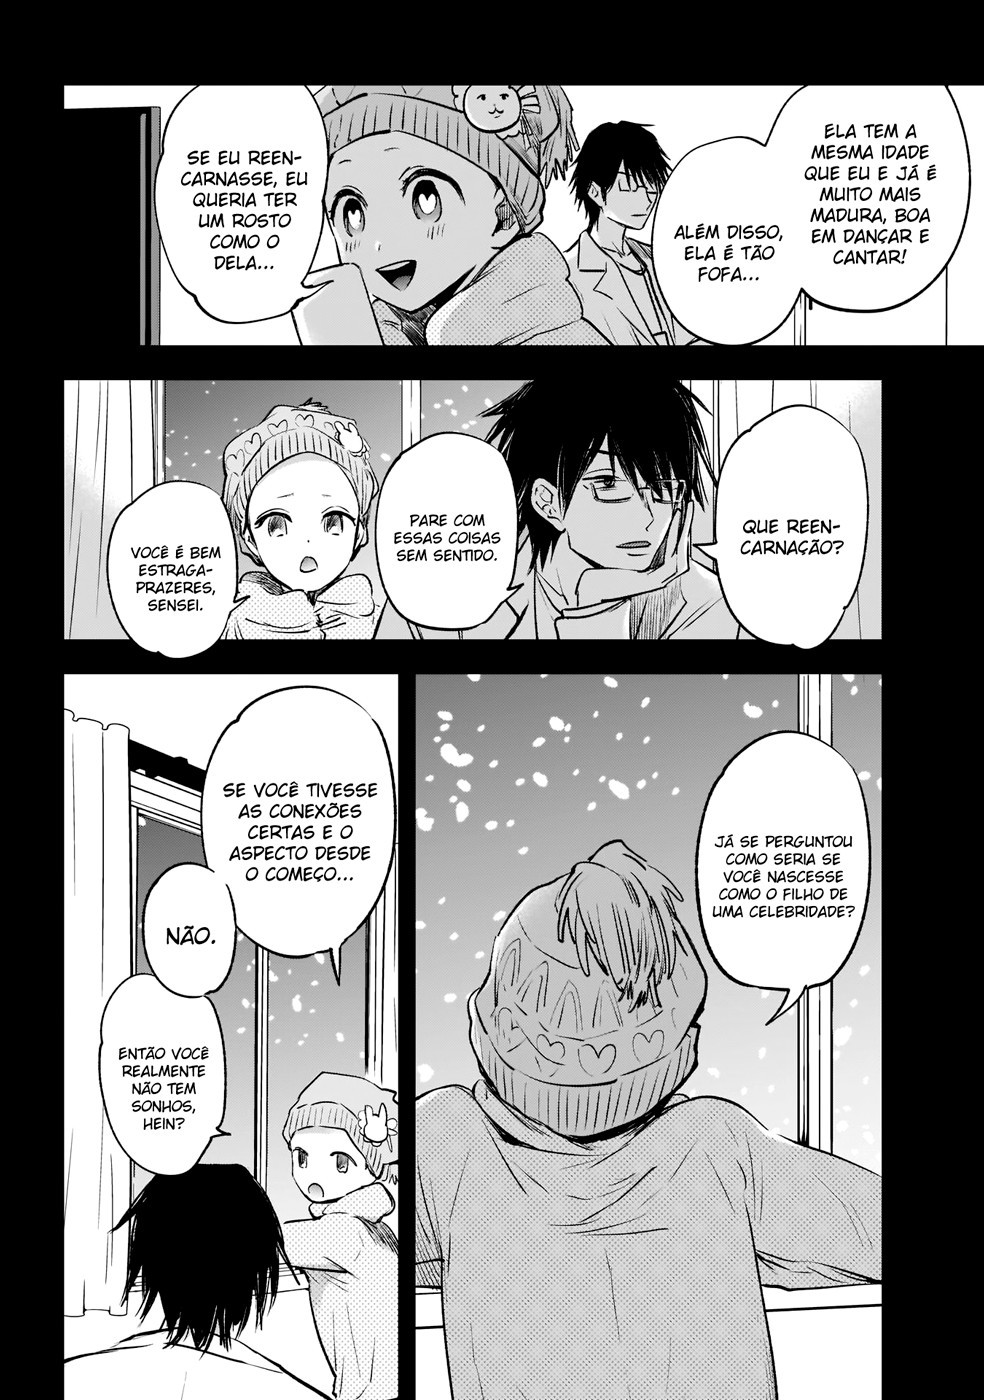 ELA TEM A
MESMA IDADE
QUE EU E JÁ É
MUITO MAIS
MADURA, BOA
EM DANÇAR E
CANTAR!
ALÉM DISSO,
ELA É TÃO
FOFA...
SE EU REEN-
CARNASSE, EU
QUERIA TER
UM ROSTO
COMO O
DELA...
QUE REEN-
CARNAÇÃO?
PARE COM
ESSAS COISAS
SEM SENTIDO.
VOCÊ É BEM
ESTRAGA-
PRAZERES,
SENSEI.
JÁ SE PERGUNTOU
COMO SERIA SE
VOCÊ NASCESSE
COMO O FILHO DE
UMA CELEBRIDADE?
SE VOCÊ TIVESSE
AS CONEXÕES
CERTAS E O
ASPECTO DESDE
O COMEÇO...
NÃO.
ENTÃO VOCÊ
REALMENTE
NÃO TEM
SONHOS,
HEIN?